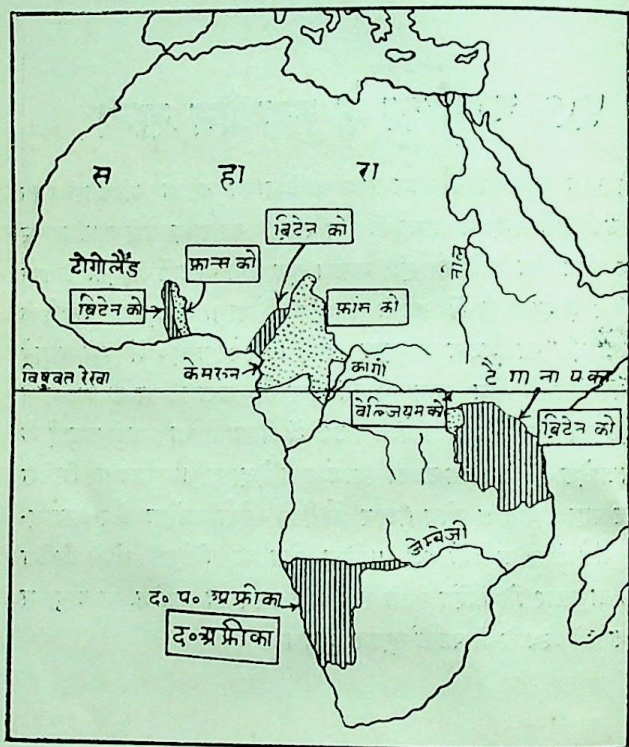 स हा रा
ब्रिटेन को
टोगोलैंड
फ्रान्स को
ब्रिटेन को
फ्रांस को
नील
केमरून
कांगो
विषुवत रेखा
टैंगानायका
बेल्जियम को
ब्रिटेन को
जेम्बेजी
द० प० अफ्रीका
द० अफ्रीका